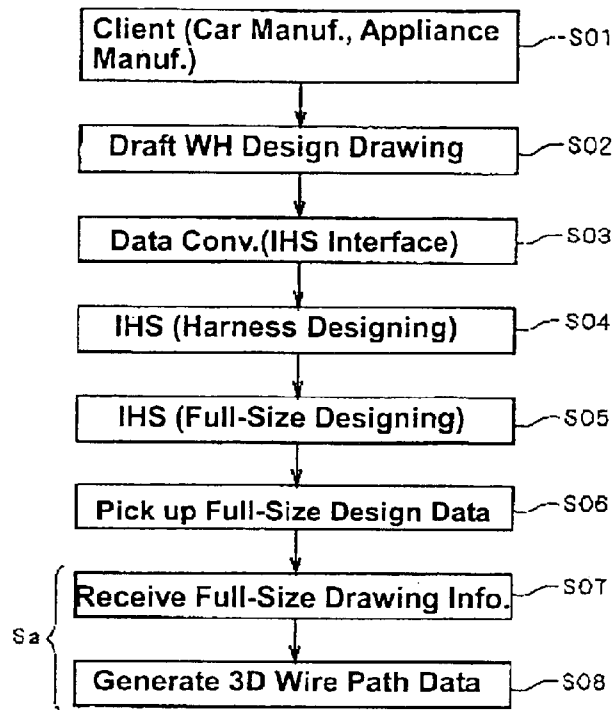 Client (Car Manuf., Appliance
Manuf.)
S01
Draft WH Design Drawing
S02
Data Conv.(IHS Interface)
S03
IHS (Harness Designing)
S04
IHS (Full-Size Designing)
S05
Pick up Full-Size Design Data
S06
Receive Full-Size Drawing Info.
S07
Sa
Generate 3D Wire Path Data
S08